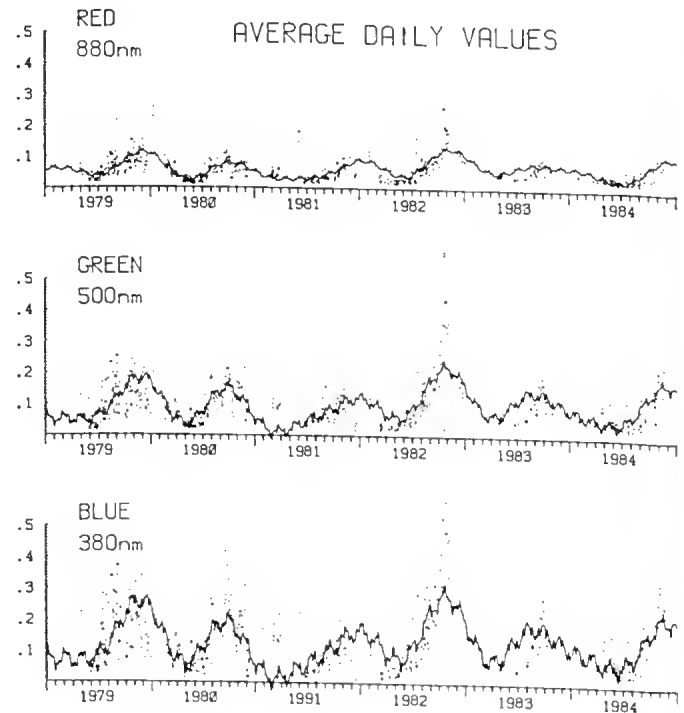 RED
880nm
AVERAGE DAILY VALUES
.5
.4
.3
.2
.1
1979 1980 1981 1982 1983 1984
GREEN
500nm
.5
.4
.3
.2
.1
1979 1980 1981 1982 1983 1984
BLUE
380nm
.5
.4
.3
.2
.1
1979 1980 1991 1982 1983 1984